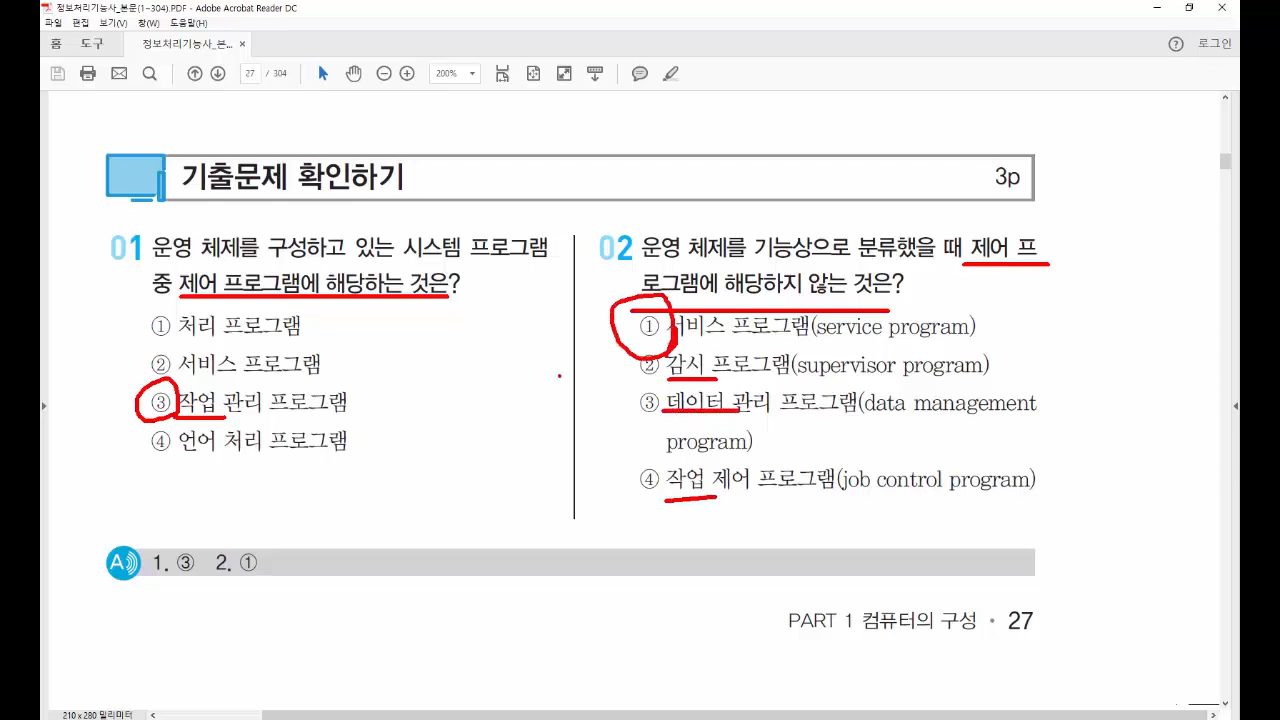 정보처리기능사_본문(1~304).PDF - Adobe Acrobat Reader DC
파일 편집 보기(V) 창(W) 도움말(H)
홈 도구 정보처리기능사_본... × 로그인
27 / 304 200%
기출문제 확인하기 3p
01 운영 체제를 구성하고 있는 시스템 프로그램
중 제어 프로그램에 해당하는 것은?
① 처리 프로그램
② 서비스 프로그램
③ 작업 관리 프로그램
④ 언어 처리 프로그램
02 운영 체제를 기능상으로 분류했을 때 제어 프
로그램에 해당하지 않는 것은?
① 서비스 프로그램(service program)
② 감시 프로그램(supervisor program)
③ 데이터 관리 프로그램(data management
program)
④ 작업 제어 프로그램(job control program)
A 1. ③ 2. ①
PART 1 컴퓨터의 구성 • 27
210 x 280 밀리미터